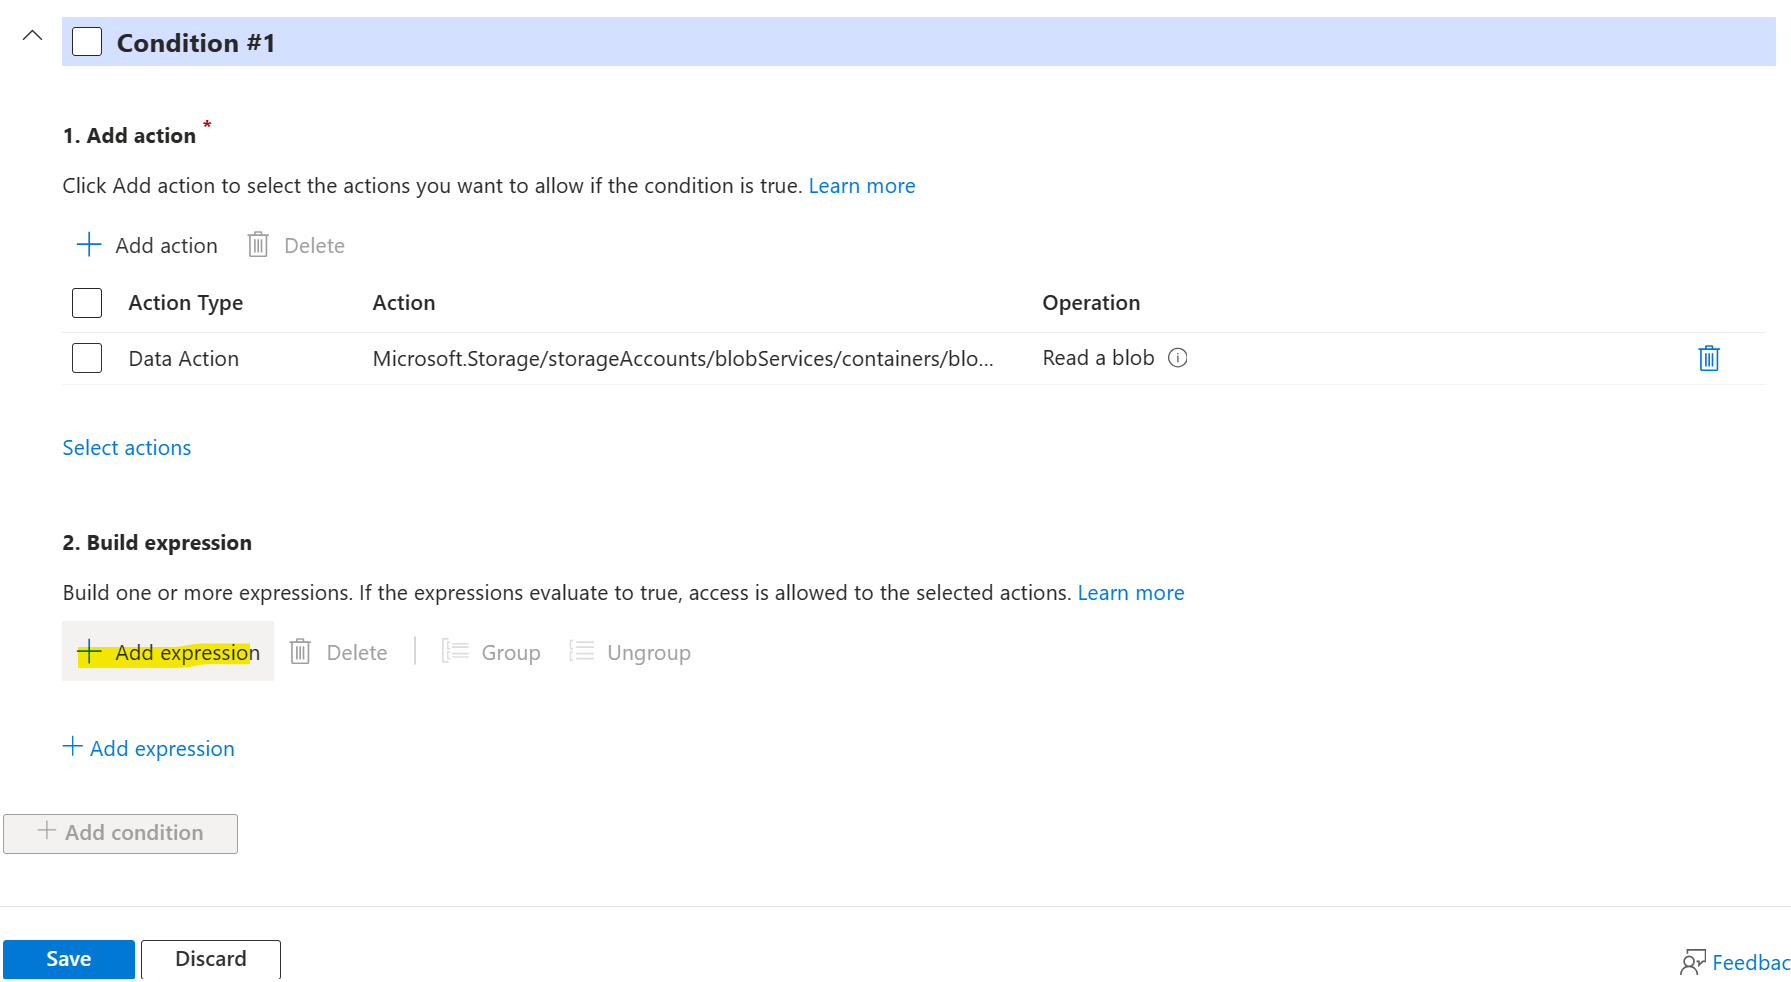 Condition #1
1. Add action *
Click Add action to select the actions you want to allow if the condition is true. Learn more
Add action Delete
Action Type Action Operation
Data Action Microsoft.Storage/storageAccounts/blobServices/containers/blo... Read a blob
Select actions
2. Build expression
Build one or more expressions. If the expressions evaluate to true, access is allowed to the selected actions. Learn more
Add expression Delete Group Ungroup
Add expression
Add condition
Save Discard Feedbac